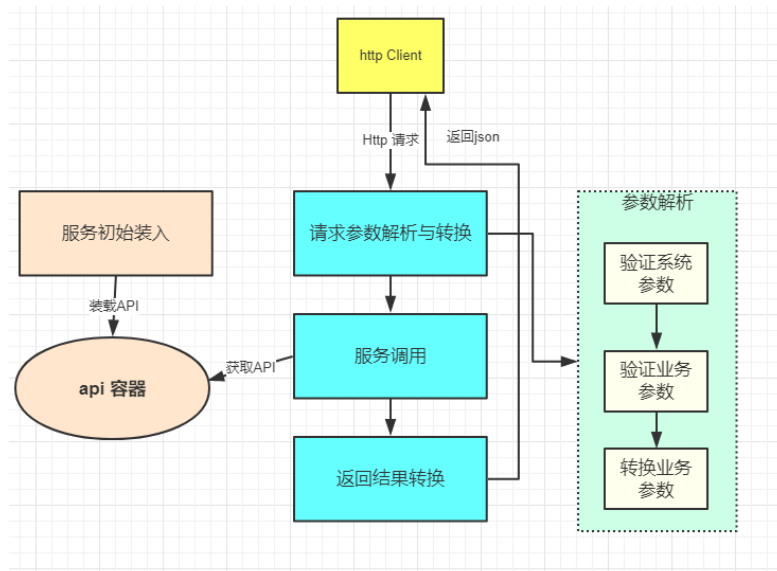 http Client
Http 请求
返回json
服务初始装入
请求参数解析与转换
参数解析
验证系统
参数
装载API
服务调用
获取API
api 容器
验证业务
参数
返回结果转换
转换业务
参数